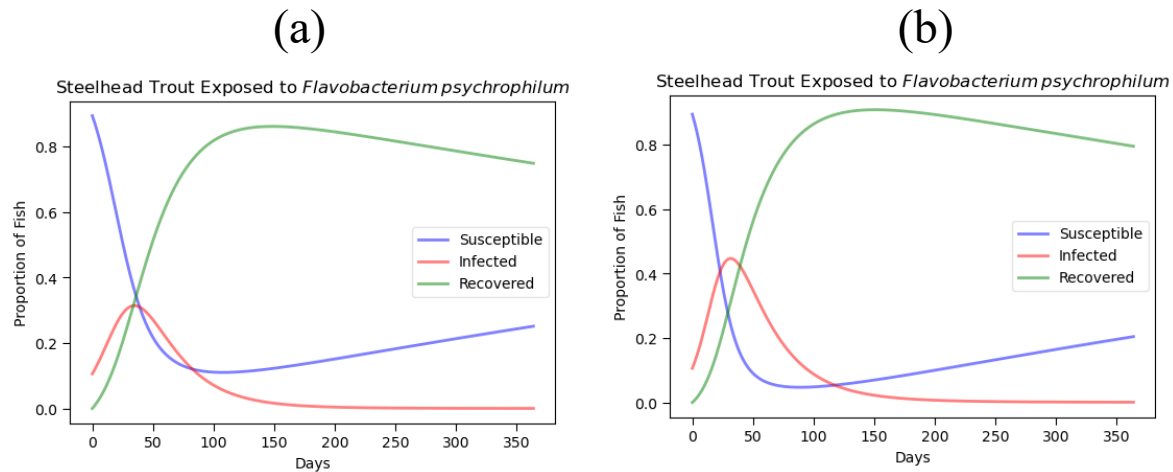 (a)
Steelhead Trout Exposed to Flavobacterium psychrophilum
Proportion of Fish
0.8
0.6
0.4
0.2
0.0
Susceptible
Infected
Recovered
0 50 100 150 200 250 300 350
Days
(b)
Steelhead Trout Exposed to Flavobacterium psychrophilum
Proportion of Fish
0.8
0.6
0.4
0.2
0.0
Susceptible
Infected
Recovered
0 50 100 150 200 250 300 350
Days